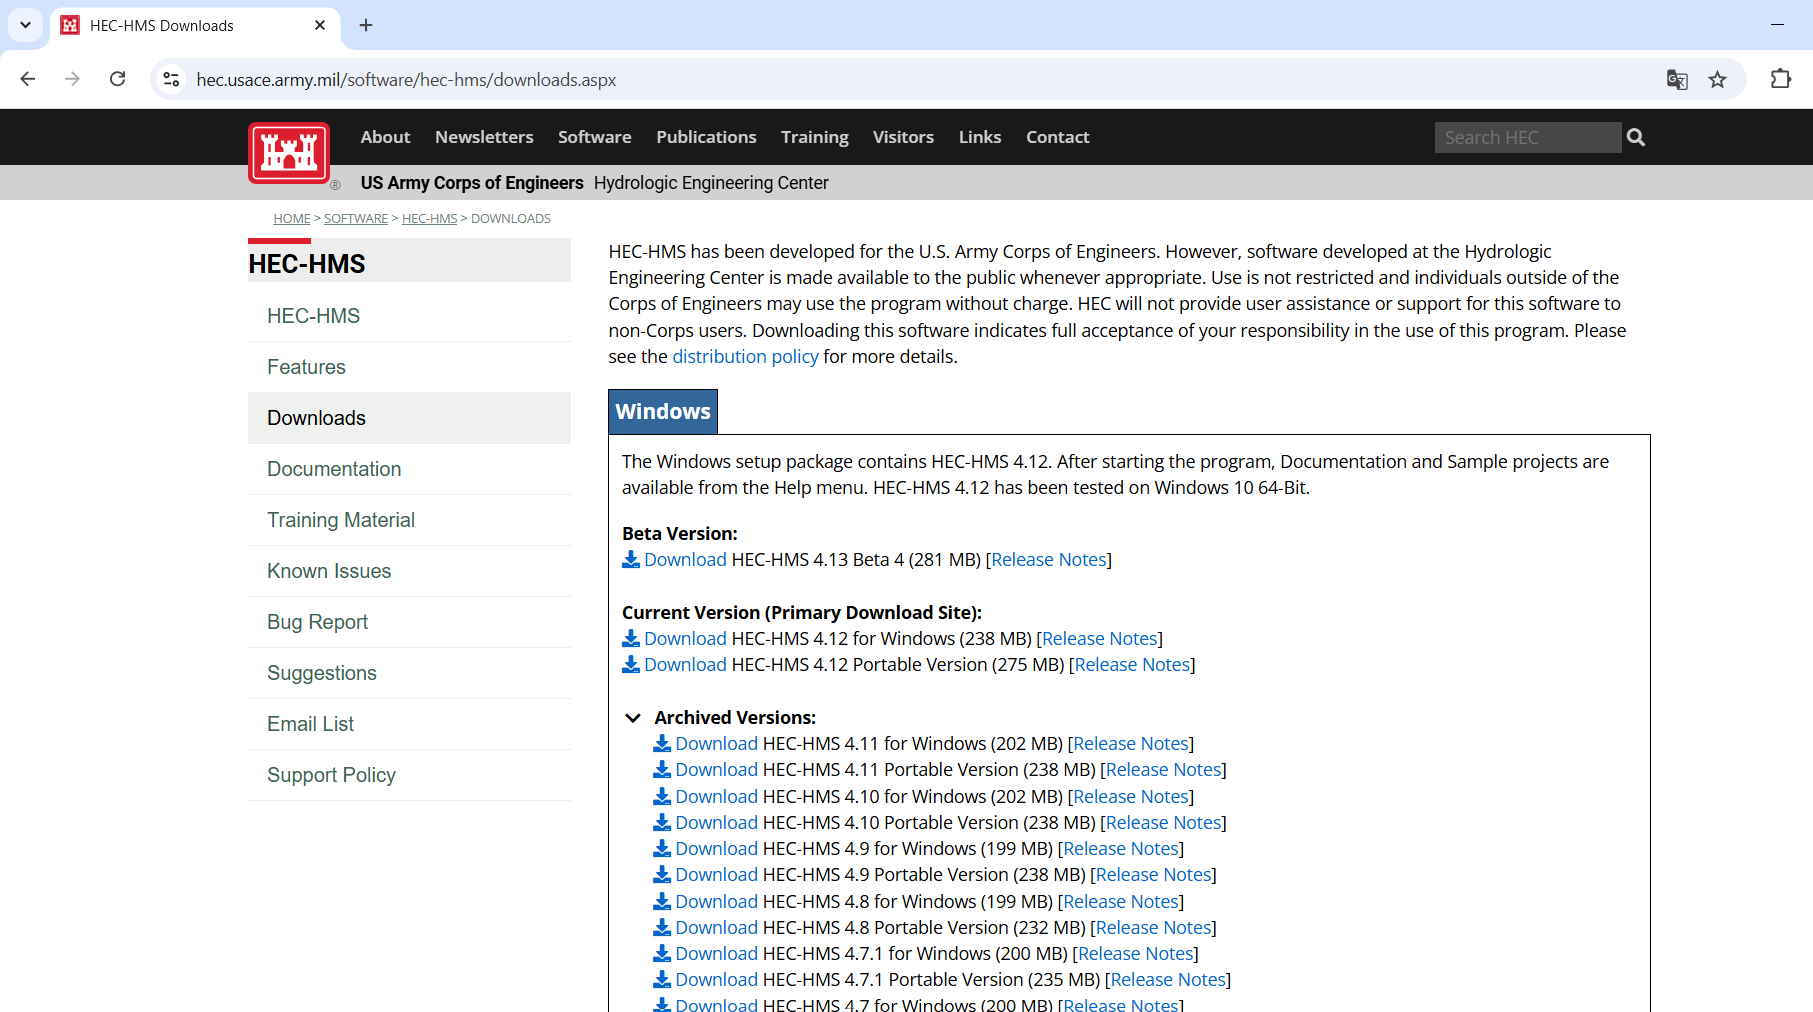 HEC-HMS Downloads
hec.usace.army.mil/software/hec-hms/downloads.aspx
About Newsletters Software Publications Training Visitors Links Contact Search HEC
US Army Corps of Engineers Hydrologic Engineering Center
HOME > SOFTWARE > HEC-HMS > DOWNLOADS
HEC-HMS
HEC-HMS
Features
Downloads
Documentation
Training Material
Known Issues
Bug Report
Suggestions
Email List
Support Policy
HEC-HMS has been developed for the U.S. Army Corps of Engineers. However, software developed at the Hydrologic
Engineering Center is made available to the public whenever appropriate. Use is not restricted and individuals outside of the
Corps of Engineers may use the program without charge. HEC will not provide user assistance or support for this software to
non-Corps users. Downloading this software indicates full acceptance of your responsibility in the use of this program. Please
see the distribution policy for more details.
Windows
The Windows setup package contains HEC-HMS 4.12. After starting the program, Documentation and Sample projects are
available from the Help menu. HEC-HMS 4.12 has been tested on Windows 10 64-Bit.
Beta Version:
Download HEC-HMS 4.13 Beta 4 (281 MB) [Release Notes]
Current Version (Primary Download Site):
Download HEC-HMS 4.12 for Windows (238 MB) [Release Notes]
Download HEC-HMS 4.12 Portable Version (275 MB) [Release Notes]
Archived Versions:
Download HEC-HMS 4.11 for Windows (202 MB) [Release Notes]
Download HEC-HMS 4.11 Portable Version (238 MB) [Release Notes]
Download HEC-HMS 4.10 for Windows (202 MB) [Release Notes]
Download HEC-HMS 4.10 Portable Version (238 MB) [Release Notes]
Download HEC-HMS 4.9 for Windows (199 MB) [Release Notes]
Download HEC-HMS 4.9 Portable Version (238 MB) [Release Notes]
Download HEC-HMS 4.8 for Windows (199 MB) [Release Notes]
Download HEC-HMS 4.8 Portable Version (232 MB) [Release Notes]
Download HEC-HMS 4.7.1 for Windows (200 MB) [Release Notes]
Download HEC-HMS 4.7.1 Portable Version (235 MB) [Release Notes]
Download HEC-HMS 4.7 for Windows (200 MB) [Release Notes]